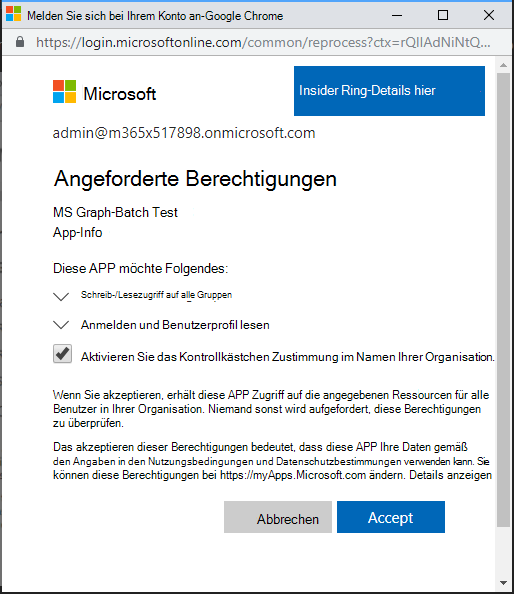 Melden Sie sich bei Ihrem Konto an-Google Chrome
https://login.microsoftonline.com/common/reprocess?ctx=rQIIAdNiNtQ...
Insider Ring-Details hier
Microsoft
admin@m365x517898.onmicrosoft.com
Angeforderte Berechtigungen
MS Graph-Batch Test
App-Info
Diese APP möchte Folgendes:
Schreib-/Lesezugriff auf alle Gruppen
Anmelden und Benutzerprofil lesen
Aktivieren Sie das Kontrollkästchen Zustimmung im Namen Ihrer Organisation.
Wenn Sie akzeptieren, erhält diese APP Zugriff auf die angegebenen Ressourcen für alle
Benutzer in Ihrer Organisation. Niemand sonst wird aufgefordert, diese Berechtigungen
zu überprüfen.
Das akzeptieren dieser Berechtigungen bedeutet, dass diese APP Ihre Daten gemäß
den Angaben in den Nutzungsbedingungen und Datenschutzbestimmungen verwenden kann. Sie
können diese Berechtigungen bei https://myApps.Microsoft.com ändern. Details anzeigen
Abbrechen
Accept